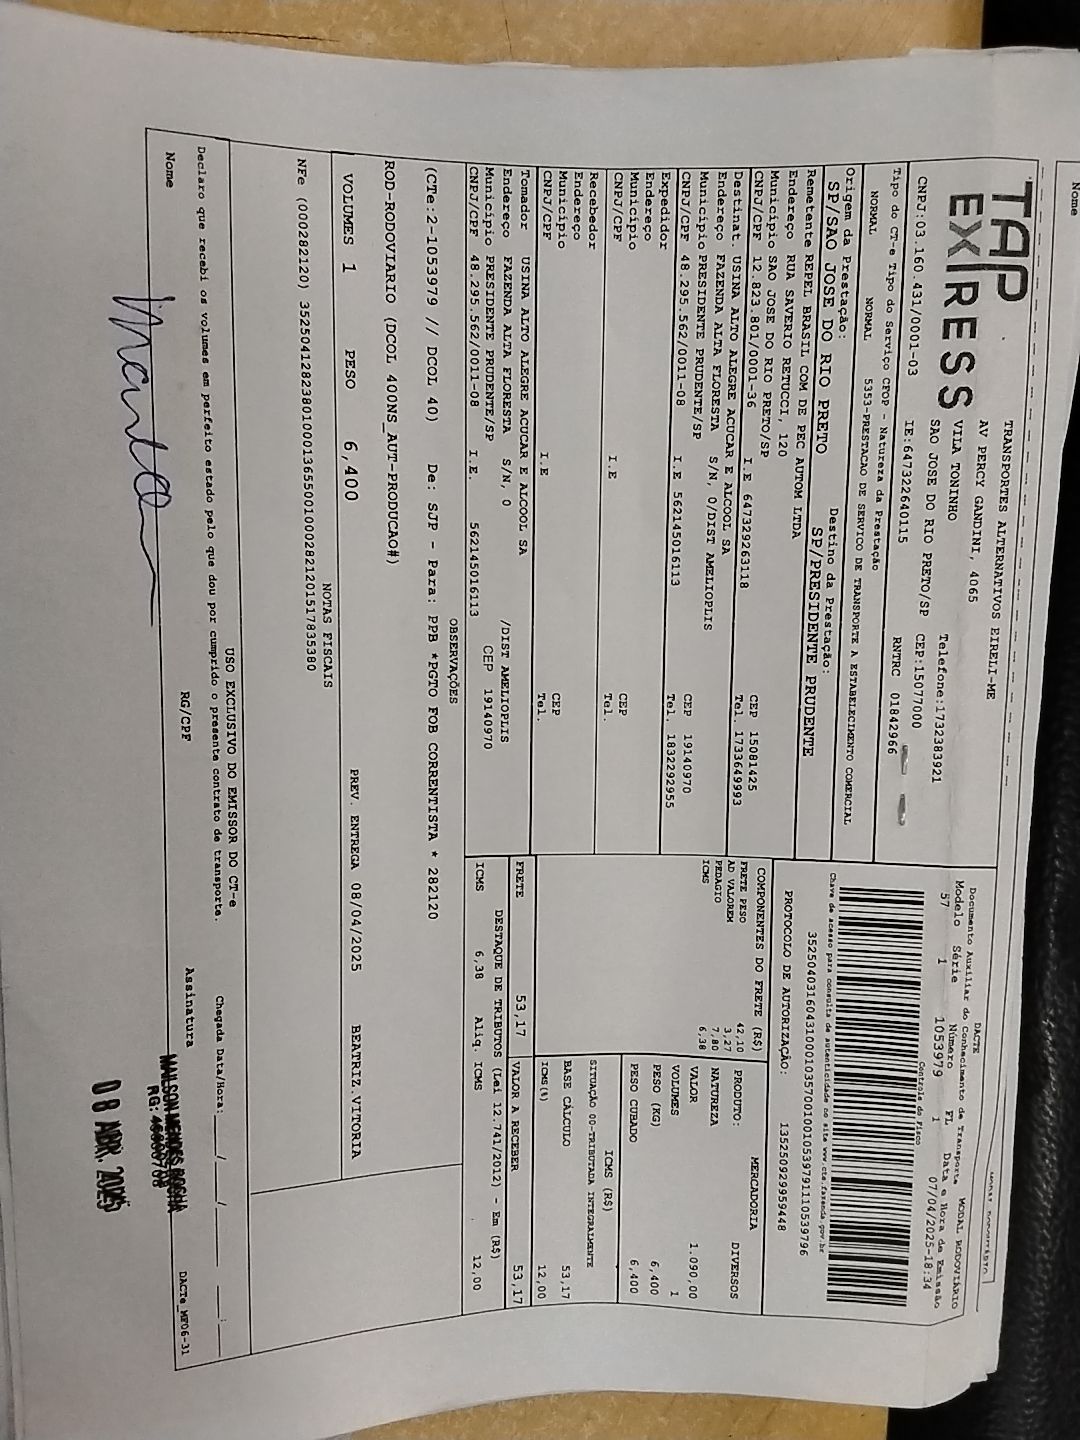 Nome
TAP
EXPRESS
TRANSPORTES ALTERNATIVOS EIRELI-ME
AV PERCY GANDINI, 4065
VILA TONINHO
SAO JOSE DO RIO PRETO/SP
Telefone:1732383921
CEP:15077000
CNPJ:03.160.431/0001-03
IE:647322640115
RNTRC 01842966
Tipo do CT-e Tipo do Serviço CFOP - Natureza da Prestação
NORMAL NORMAL 5353-PRESTACAO DE SERVICO DE TRANSPORTE A ESTABELECIMENTO COMERCIAL
Origem da Prestação: Destino da Prestação:
SP/SAO JOSE DO RIO PRETO SP/PRESIDENTE PRUDENTE
Remetente REPEL BRASIL COM DE PEC AUTOM LTDA
Endereço RUA SAVERIO RETUCCI, 120
Município SAO JOSE DO RIO PRETO/SP CEP 15081425
CNPJ/CPF 12.823.801/0001-36 I.E 647329263118 Tel. 1733649993
Destinat. USINA ALTO ALEGRE ACUCAR E ALCOOL SA
Endereço FAZENDA ALTA FLORESTA S/N, 0/DIST AMELIOPLIS
Município PRESIDENTE PRUDENTE/SP CEP 19140970
CNPJ/CPF 48.295.562/0011-08 I.E 562145016113 Tel. 1832292955
Expedidor
Endereço
Município CEP
CNPJ/CPF I.E Tel.
Recebedor
Endereço
Município CEP
CNPJ/CPF I.E Tel.
Tomador USINA ALTO ALEGRE ACUCAR E ALCOOL SA
Endereço FAZENDA ALTA FLORESTA S/N, 0 /DIST AMELIOPLIS
Município PRESIDENTE PRUDENTE/SP CEP 19140970
CNPJ/CPF 48.295.562/0011-08 I.E. 562145016113
DACTE
Documento Auxiliar do Conhecimento de Transporte MODAL RODOVIÁRIO
Modelo Série Número FL Data e Hora de Emissão
57 1 1053979 1 07/04/2025-18:34
Controle do Fisco
Chave de acesso para consulta de autenticidade no site www.cte.fazenda.gov.br
35250403160431000103570010010539791110539796
PROTOCOLO DE AUTORIZAÇÃO: 135250929959448
COMPONENTES DO FRETE (R$)
FRETE PESO 42,10
AD VALOREM 3,27
PEDAGIO 7,80
ICMS 6,38
MERCADORIA
PRODUTO: DIVERSOS
NATUREZA
VALOR 1.090,00
VOLUMES 1
PESO (KG) 6,400
PESO CUBADO 6,400
ICMS (R$)
SITUAÇÃO 00-TRIBUTADA INTEGRALMENTE
BASE CÁLCULO 53,17
ICMS(%) 12,00
FRETE 53,17 VALOR A RECEBER 53,17
DESTAQUE DE TRIBUTOS (Lei 12.741/2012) - Em (R$)
ICMS 6,38 Aliq. ICMS 12,00
OBSERVAÇÕES
(CTe:2-1053979 // DCOL 40) De: SJP - Para: PPB *PGTO FOB CORRENTISTA * 282120
ROD-RODOVIARIO (DCOL 400NS_AUT-PRODUCAO#)
VOLUMES 1 PESO 6,400 PREV. ENTREGA 08/04/2025 BEATRIZ.VITORIA
NOTAS FISCAIS
NFe (000282120) 35250412823801000136550010002821201517835380
USO EXCLUSIVO DO EMISSOR DO CT-e
Declaro que recebi os volumes em perfeito estado pelo que dou por cumprido o presente contrato de transporte.
Chegada Data/Hora: ___/___/___ ___:___
Nome RG/CPF Assinatura
MAILSON MENDES ROCHA
RG:
DACTe_MF06-31
08 ABR. 2025